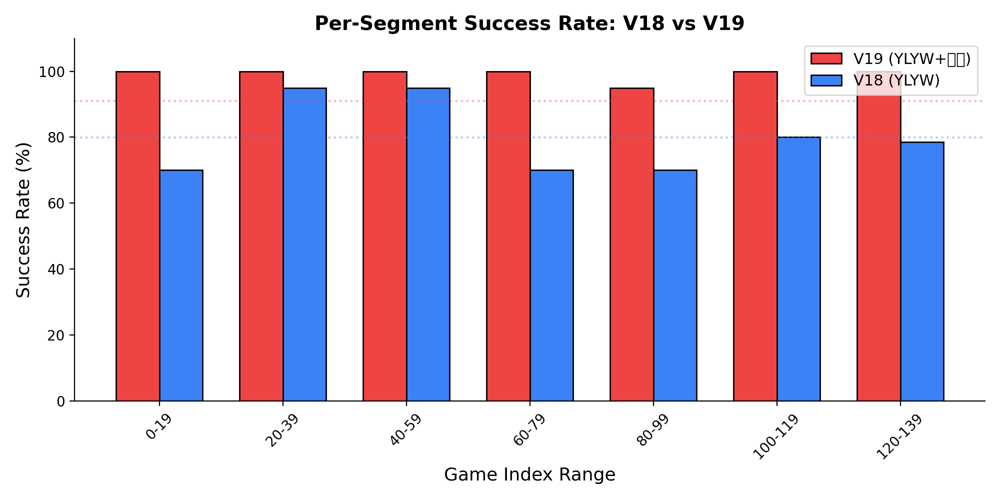 Per-Segment Success Rate: V18 vs V19
V19 (YLYW+▯▯)
V18 (YLYW)
Success Rate (%)
100
80
60
40
20
0
0-19
20-39
40-59
60-79
80-99
100-119
120-139
Game Index Range